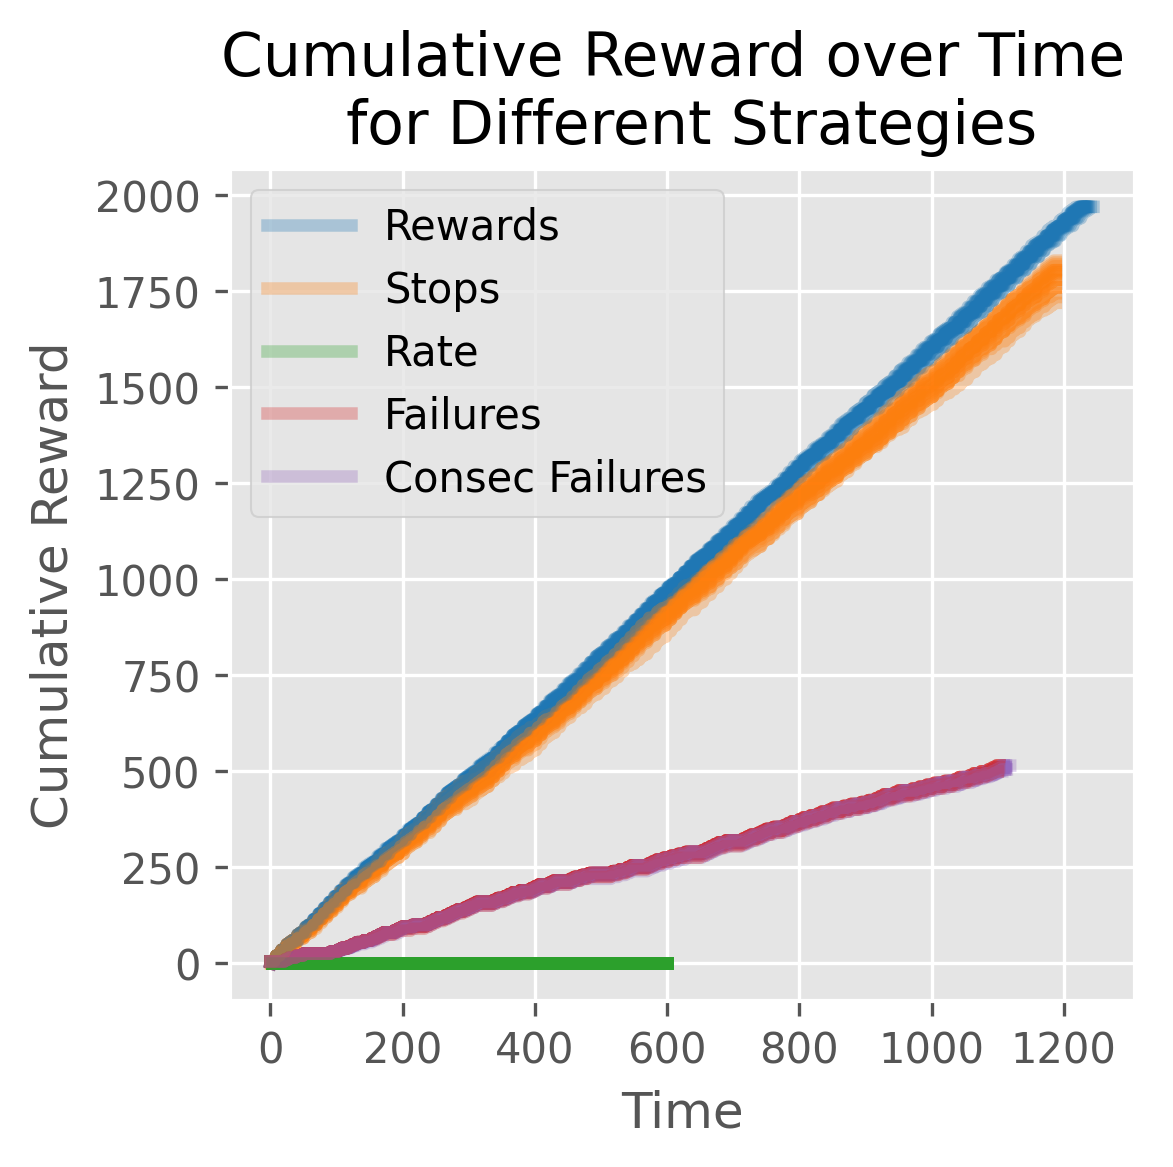 Cumulative Reward over Time
for Different Strategies
Cumulative Reward
2000
1750
1500
1250
1000
750
500
250
0
Rewards
Stops
Rate
Failures
Consec Failures
0 200 400 600 800 1000 1200
Time